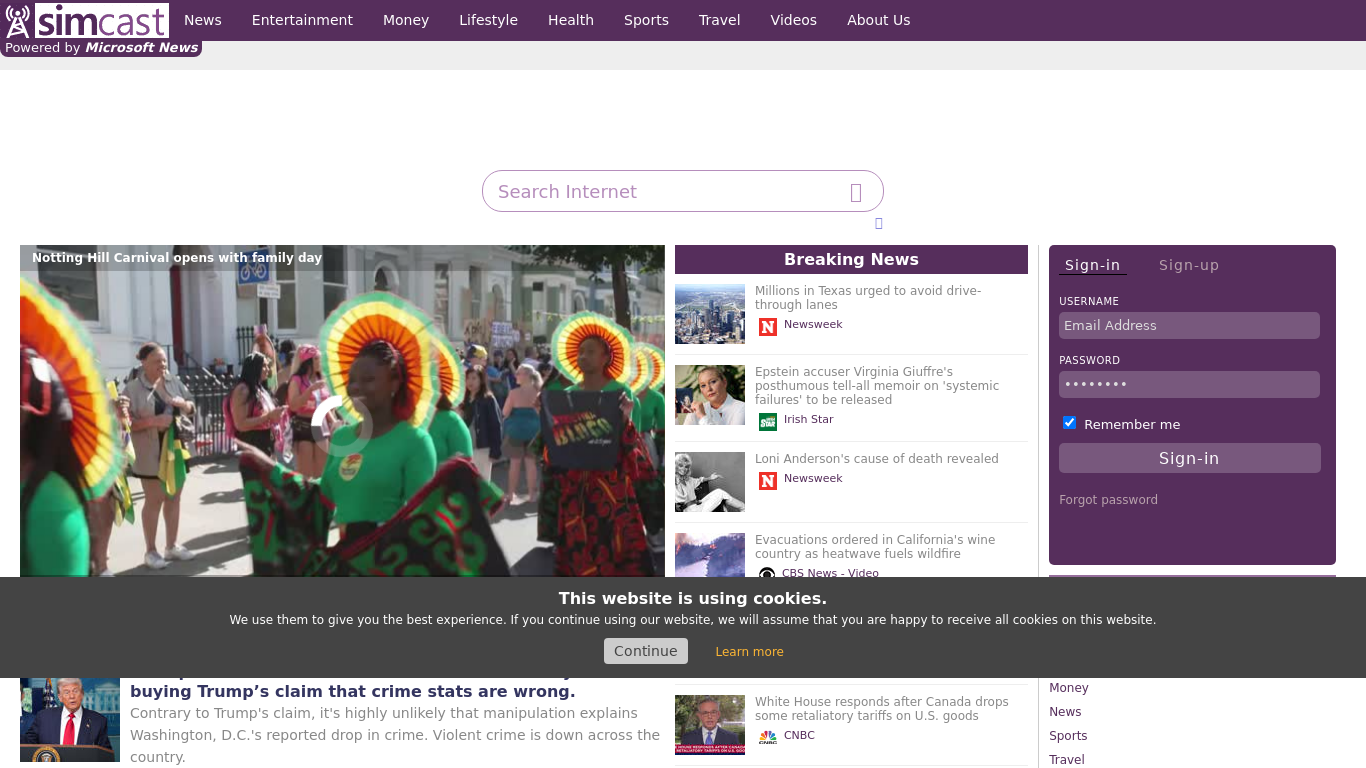 simcast
News Entertainment Money Lifestyle Health Sports Travel Videos About Us
Powered by Microsoft News
Search Internet
Notting Hill Carnival opens with family day
Breaking News
Millions in Texas urged to avoid drive-
through lanes
Newsweek
Epstein accuser Virginia Giuffre's
posthumous tell-all memoir on 'systemic
failures' to be released
Irish Star
Loni Anderson's cause of death revealed
Newsweek
Evacuations ordered in California's wine
country as heatwave fuels wildfire
CBS News - Video
Sign-in Sign-up
USERNAME
Email Address
PASSWORD
••••••••
Remember me
Sign-in
Forgot password
This website is using cookies.
We use them to give you the best experience. If you continue using our website, we will assume that you are happy to receive all cookies on this website.
Continue Learn more
buying Trump’s claim that crime stats are wrong.
Contrary to Trump's claim, it's highly unlikely that manipulation explains
Washington, D.C.'s reported drop in crime. Violent crime is down across the
country.
White House responds after Canada drops
some retaliatory tariffs on U.S. goods
CNBC
Money
News
Sports
Travel